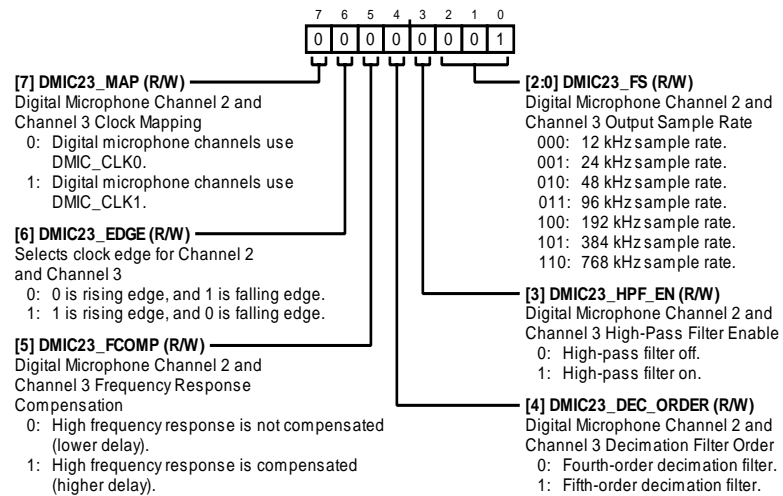 7 6 5 4 3 2 1 0
0 0 0 0 0 0 0 1
[7] DMIC23_MAP (R/W)
Digital Microphone Channel 2 and
Channel 3 Clock Mapping
0: Digital microphone channels use
DMIC_CLK0.
1: Digital microphone channels use
DMIC_CLK1.
[6] DMIC23_EDGE (R/W)
Selects clock edge for Channel 2
and Channel 3
0: 0 is rising edge, and 1 is falling edge.
1: 1 is rising edge, and 0 is falling edge.
[5] DMIC23_FCOMP (R/W)
Digital Microphone Channel 2 and
Channel 3 Frequency Response
Compensation
0: High frequency response is not compensated
(lower delay).
1: High frequency response is compensated
(higher delay).
[2:0] DMIC23_FS (R/W)
Digital Microphone Channel 2 and
Channel 3 Output Sample Rate
000: 12 kHz sample rate.
001: 24 kHz sample rate.
010: 48 kHz sample rate.
011: 96 kHz sample rate.
100: 192 kHz sample rate.
101: 384 kHz sample rate.
110: 768 kHz sample rate.
[3] DMIC23_HPF_EN (R/W)
Digital Microphone Channel 2 and
Channel 3 High-Pass Filter Enable
0: High-pass filter off.
1: High-pass filter on.
[4] DMIC23_DEC_ORDER (R/W)
Digital Microphone Channel 2 and
Channel 3 Decimation Filter Order
0: Fourth-order decimation filter.
1: Fifth-order decimation filter.